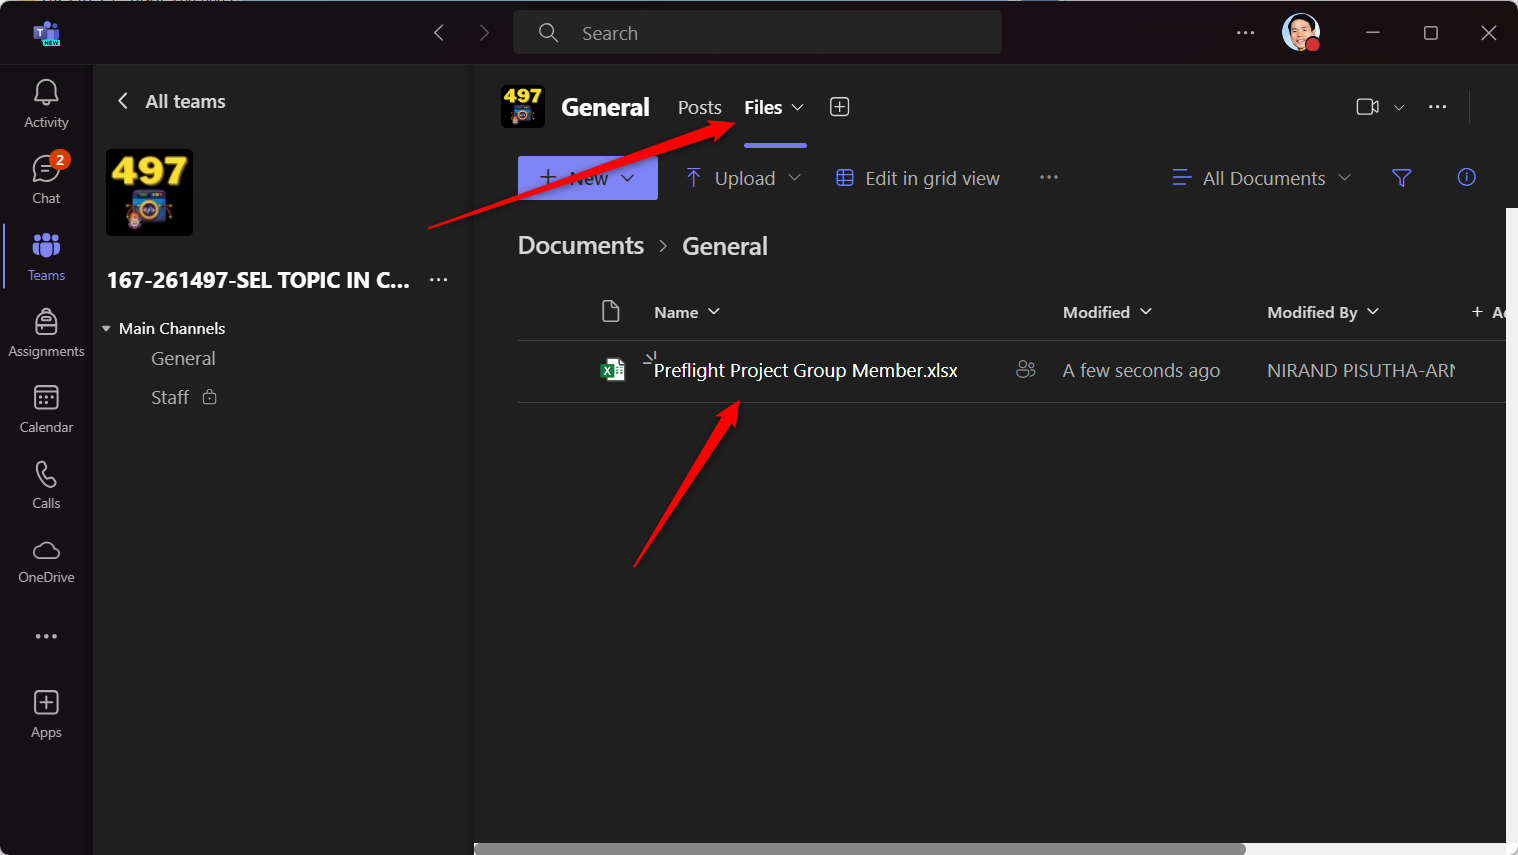 T
NEW
Search
Activity
2
Chat
Teams
Assignments
Calendar
Calls
OneDrive
Apps
All teams
497
167-261497-SEL TOPIC IN C...
Main Channels
General
Staff
497
General
Posts
Files
New
Upload
Edit in grid view
All Documents
Documents > General
Name
Modified
Modified By
+ Ad
Preflight Project Group Member.xlsx
A few seconds ago
NIRAND PISUTHA-ARN